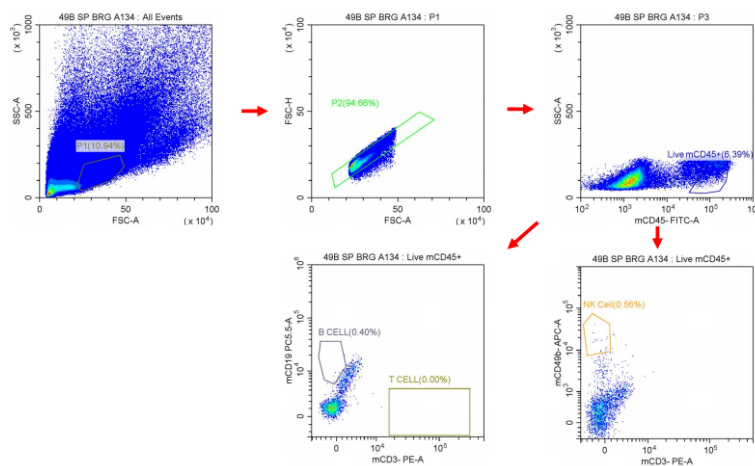 49B SP BRG A134 : All Events
( x 10³ )
SSC-A
1000
500
0
P1(10.94%)
0
50
100
FSC-A
( x 10⁴ )
49B SP BRG A134 : P1
( x 10⁴ )
FSC-H
100
50
0
P2(94.66%)
0
50
100
FSC-A
( x 10⁴ )
49B SP BRG A134 : P3
( x 10³ )
SSC-A
1000
500
0
Live mCD45+(6.39%)
10² 10³ 10⁴ 10⁵ 10⁶
mCD45- FITC-A
49B SP BRG A134 : Live mCD45+
mCD19 PC5.5-A
10⁶
10⁵
10⁴
0
B CELL(0.40%)
T CELL(0.00%)
0 10⁴ 10⁵
mCD3- PE-A
49B SP BRG A134 : Live mCD45+
mCD49b- APC-A
10⁵
10⁴
10³
0
NK Cell(0.56%)
0
10⁴
10⁵
mCD3- PE-A